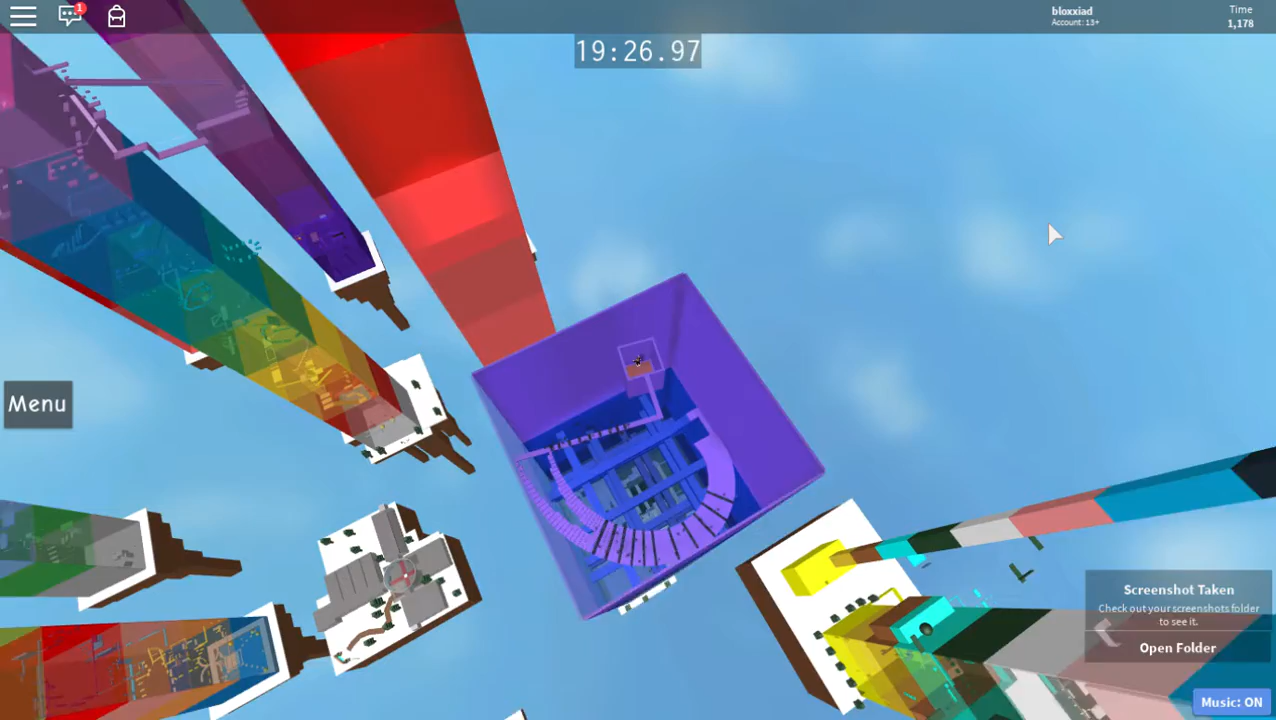 1
bloxxiad
Account: 13+
Time
1,178
19:26.97
Menu
Screenshot Taken
Check out your screenshots folder
to see it.
Open Folder
Music: ON